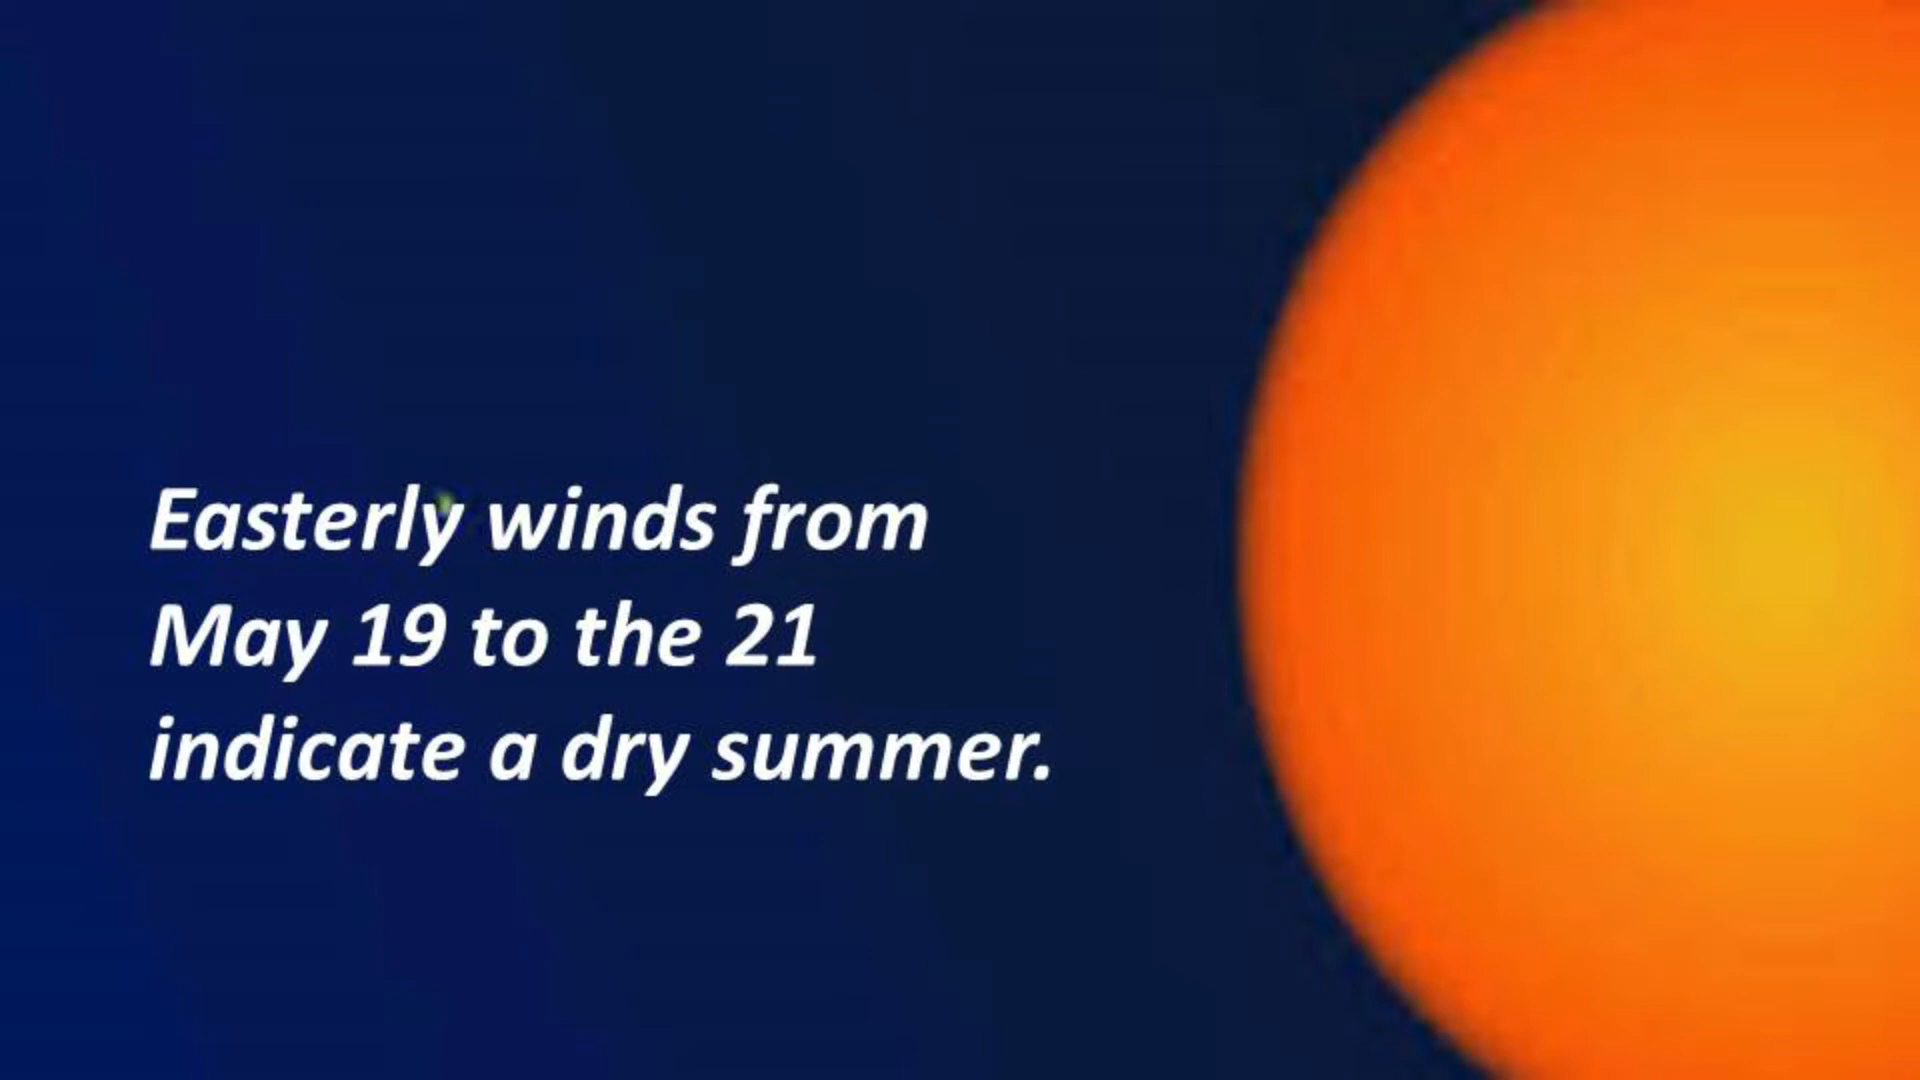 Easterly winds from
May 19 to the 21
indicate a dry summer.